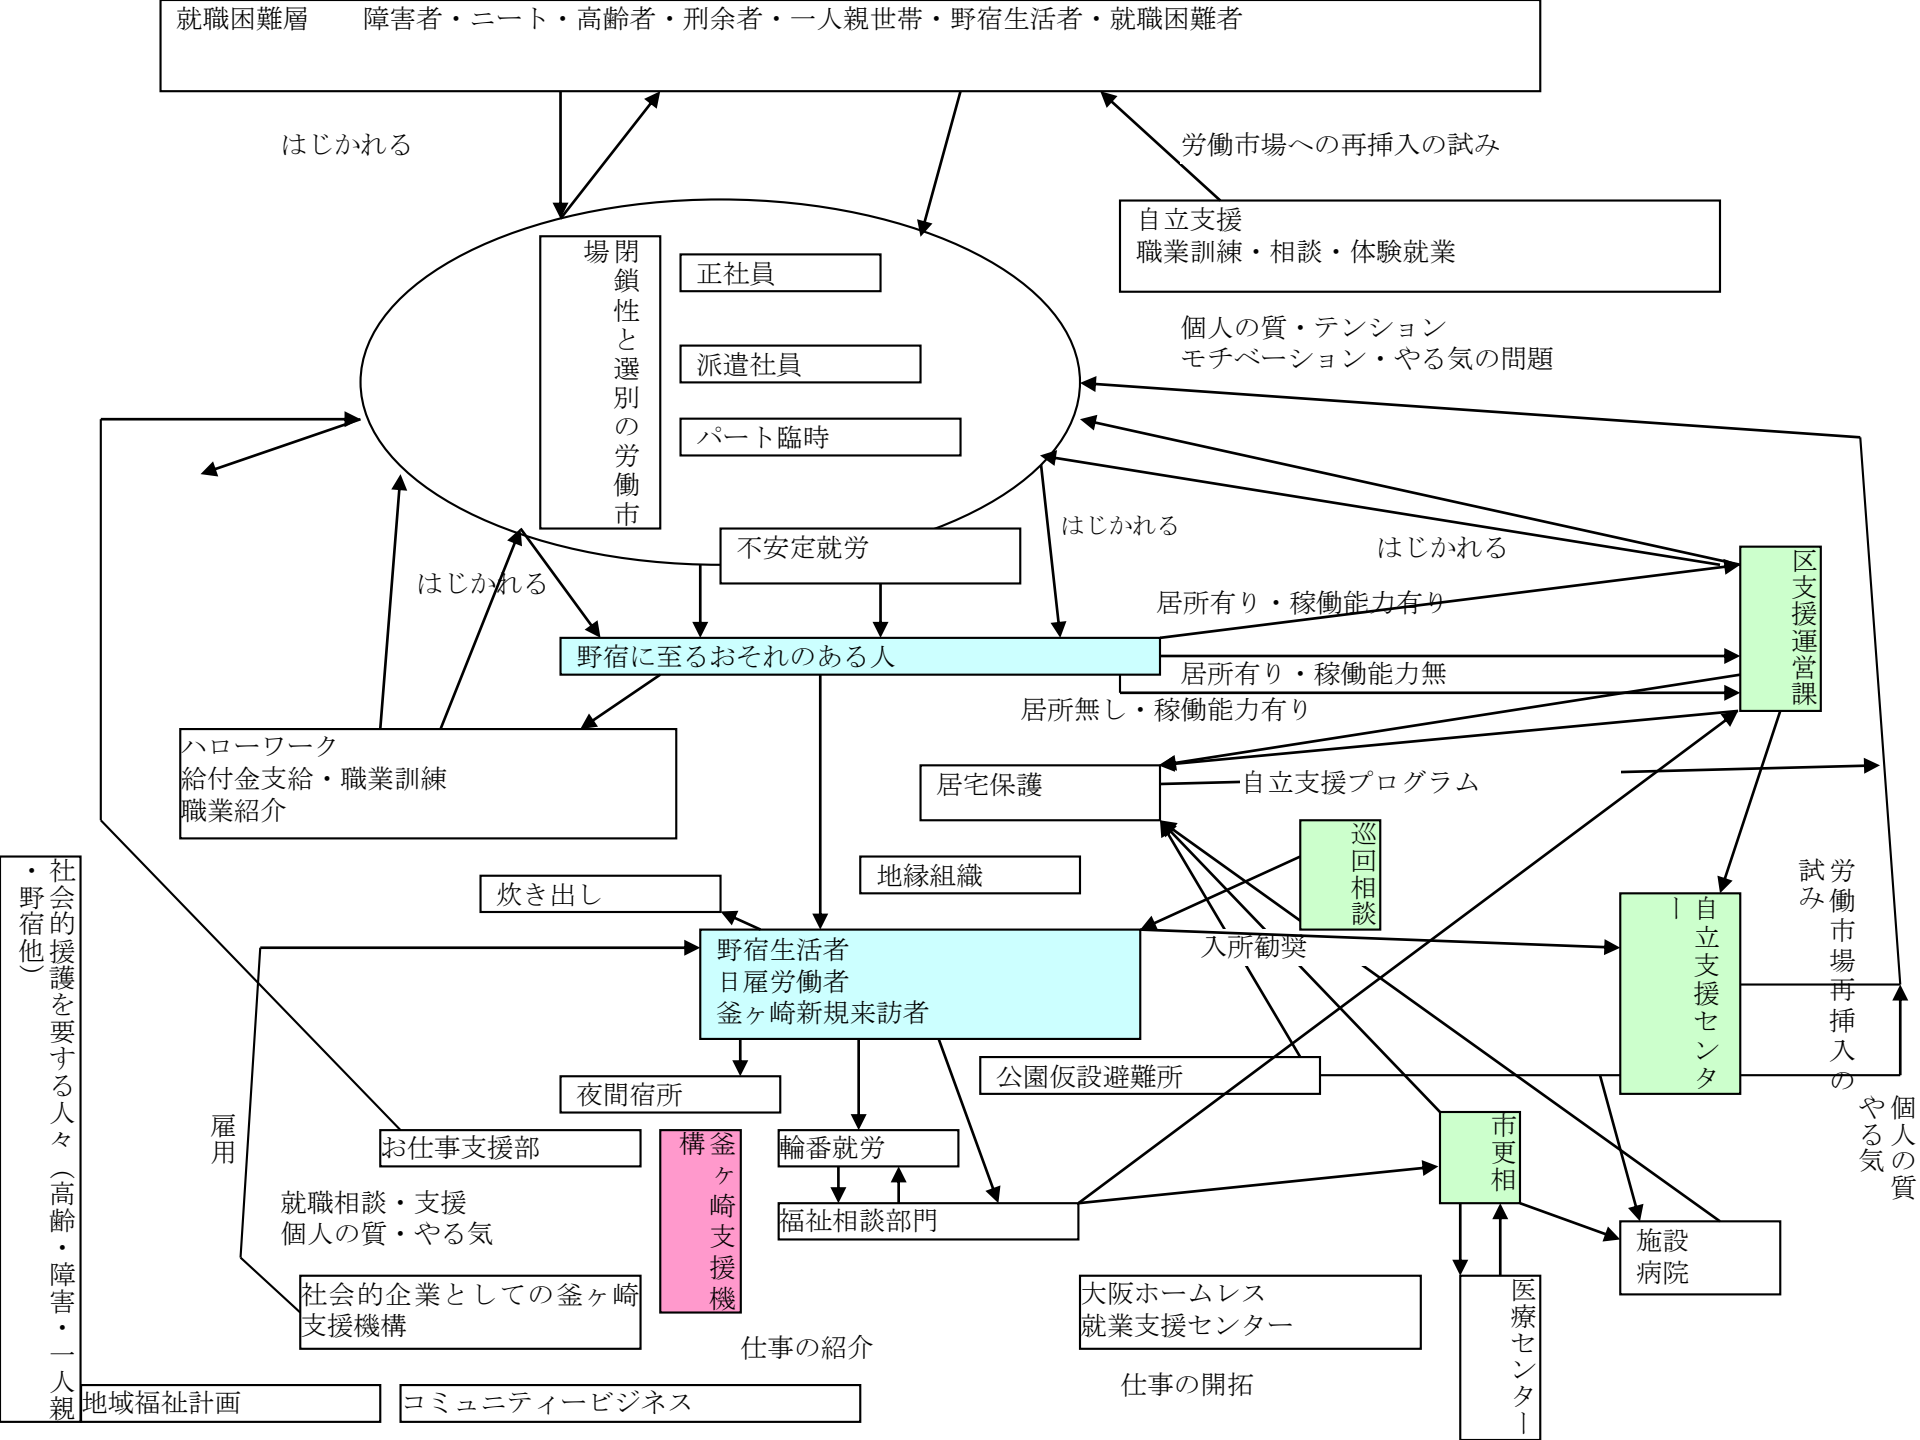 就職困難層　　障害者・ニート・高齢者・刑余者・一人親世帯・野宿生活者・就職困難者
はじかれる
労働市場への再挿入の試み
自立支援
職業訓練・相談・体験就業
閉鎖性と選別の労働市
場
正社員
派遣社員
パート臨時
個人の質・テンション
モチベーション・やる気の問題
不安定就労
はじかれる
はじかれる
はじかれる
区支援運営課
居所有り・稼働能力有り
野宿に至るおそれのある人
居所有り・稼働能力無
居所無し・稼働能力有り
ハローワーク
給付金支給・職業訓練
職業紹介
居宅保護
自立支援プログラム
巡回相談
地縁組織
炊き出し
社会的援護を要する人々（高齢・障害・一人親
・野宿他）
野宿生活者
日雇労働者
釜ヶ崎新規来訪者
入所勧奨
自立支援センタ
ー
労働市場再挿入の
試み
夜間宿所
公園仮設避難所
個人の質
やる気
雇用
お仕事支援部
釜ヶ崎支援機
構
輪番就労
市更相
就職相談・支援
個人の質・やる気
福祉相談部門
施設
病院
社会的企業としての釜ヶ崎
支援機構
大阪ホームレス
就業支援センター
医療センター
仕事の紹介
仕事の開拓
地域福祉計画
コミュニティービジネス